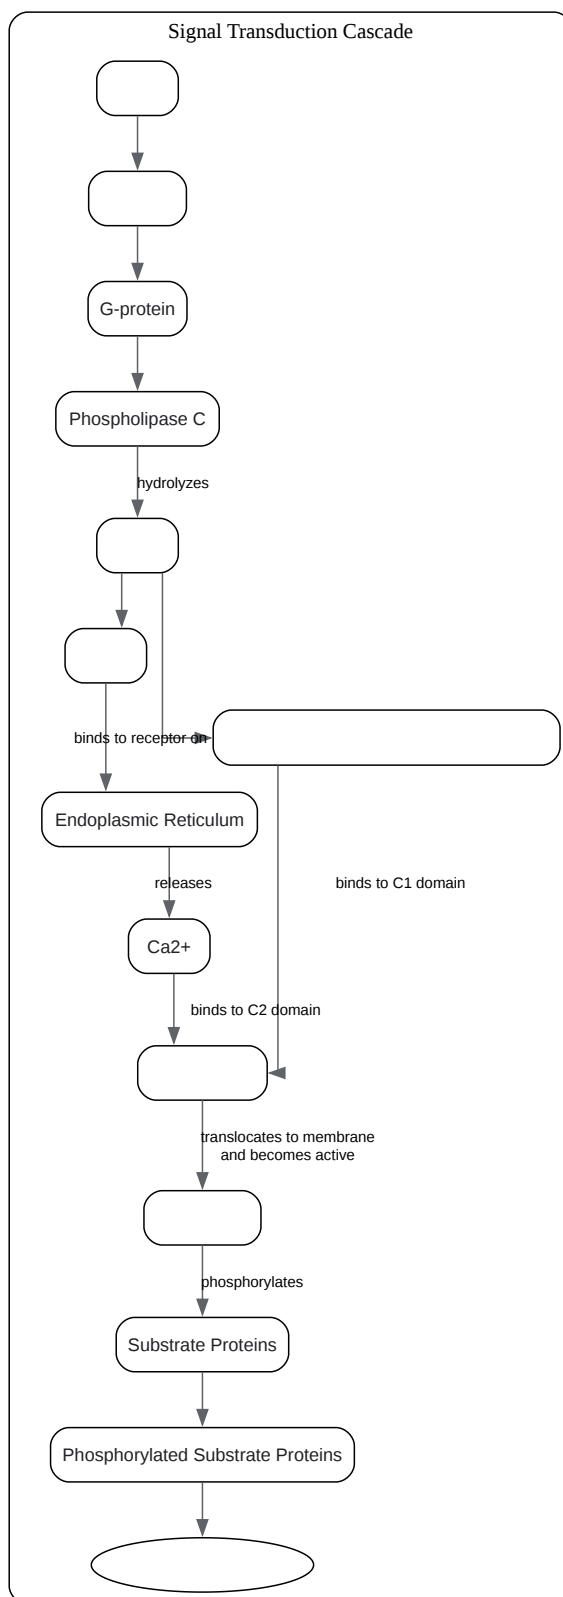 Signal Transduction Cascade
G-protein
Phospholipase C
hydrolyzes
binds to receptor on
Endoplasmic Reticulum
releases
binds to C1 domain
Ca2+
binds to C2 domain
translocates to membrane
and becomes active
phosphorylates
Substrate Proteins
Phosphorylated Substrate Proteins